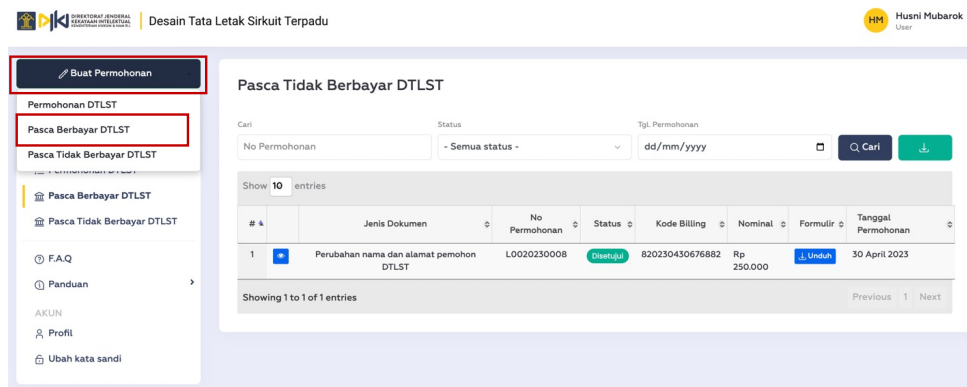 DIREKTORAT JENDERAL
KEKAYAAN INTELEKTUAL
Desain Tata Letak Sirkuit Terpadu
HM
Husni Mubarok
User
Buat Permohonan
Permohonan DTLST
Pasca Berbayar DTLST
Pasca Tidak Berbayar DTLST
Permohonan DTLST
Pasca Berbayar DTLST
Pasca Tidak Berbayar DTLST
F.A.Q
Panduan
AKUN
Profil
Ubah kata sandi
Pasca Tidak Berbayar DTLST
Cari
Status
Tgl. Permohonan
No Permohonan
- Semua status -
dd/mm/yyyy
Cari
Show 10 entries
# Jenis Dokumen No Permohonan Status Kode Billing Nominal Formulir Tanggal Permohonan
1 Perubahan nama dan alamat pemohon DTLST L0020230008 Disetujui 820230430676882 Rp 250.000 Unduh 30 April 2023
Showing 1 to 1 of 1 entries
Previous 1 Next